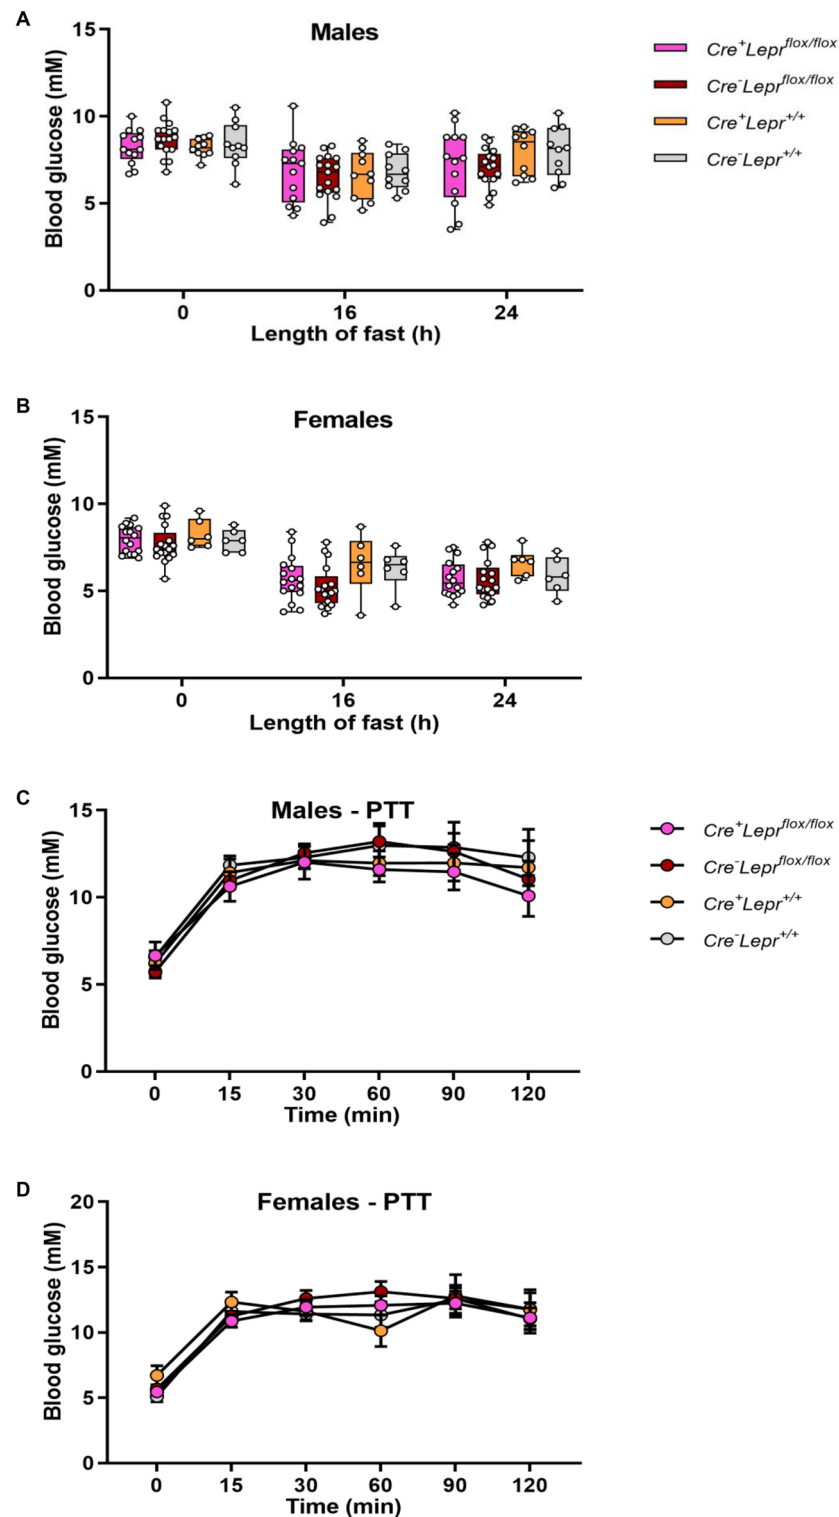 A
Males
Blood glucose (mM)
15
10
5
0
0 16 24
Length of fast (h)
Cre+Lepr flox/flox
Cre-Lepr flox/flox
Cre+Lepr+/+
Cre-Lepr+/+
B
Females
Blood glucose (mM)
15
10
5
0
0 16 24
Length of fast (h)
C
Males - PTT
Blood glucose (mM)
15
10
5
0
0 15 30 60 90 120
Time (min)
Cre+Lepr flox/flox
Cre-Lepr flox/flox
Cre+Lepr+/+
Cre-Lepr+/+
D
Females - PTT
Blood glucose (mM)
20
15
10
5
0
0 15 30 60 90 120
Time (min)